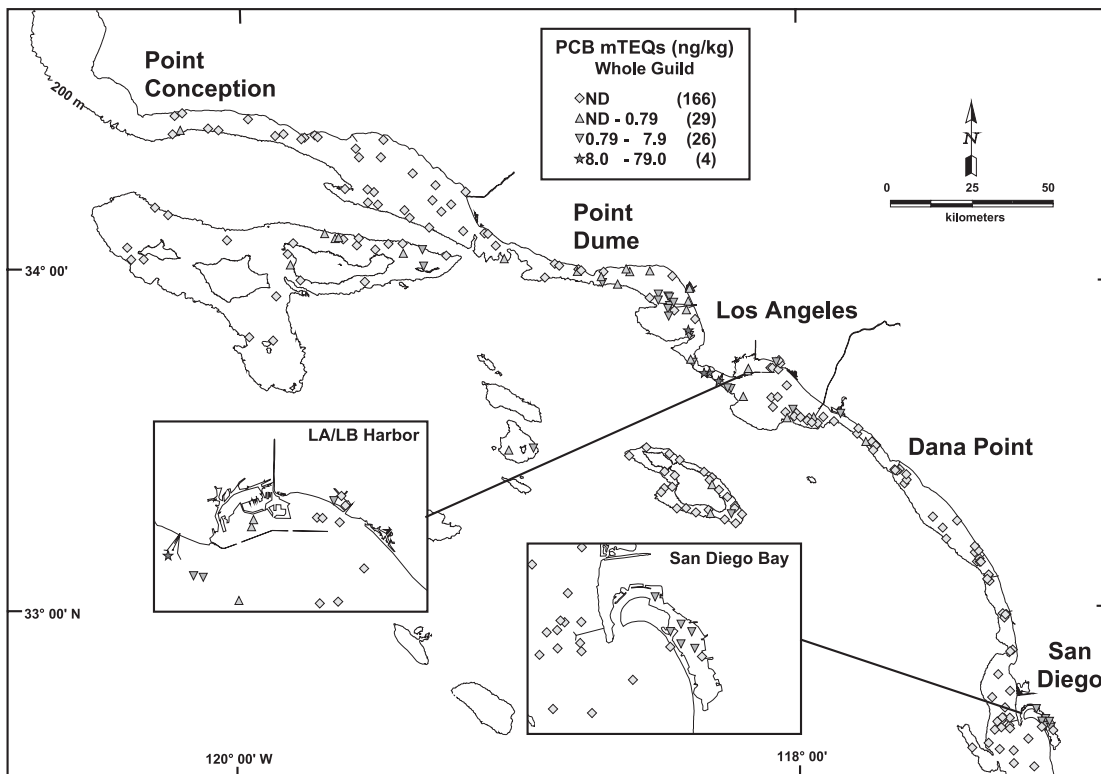 Point
Conception
200 m
PCB mTEQs (ng/kg)
Whole Guild
ND (166)
ND - 0.79 (29)
0.79 - 7.9 (26)
8.0 - 79.0 (4)
N
0 25 50
kilometers
Point
Dume
34° 00'
Los Angeles
LA/LB Harbor
Dana Point
San Diego Bay
33° 00' N
San
Diego
120° 00' W
118° 00'